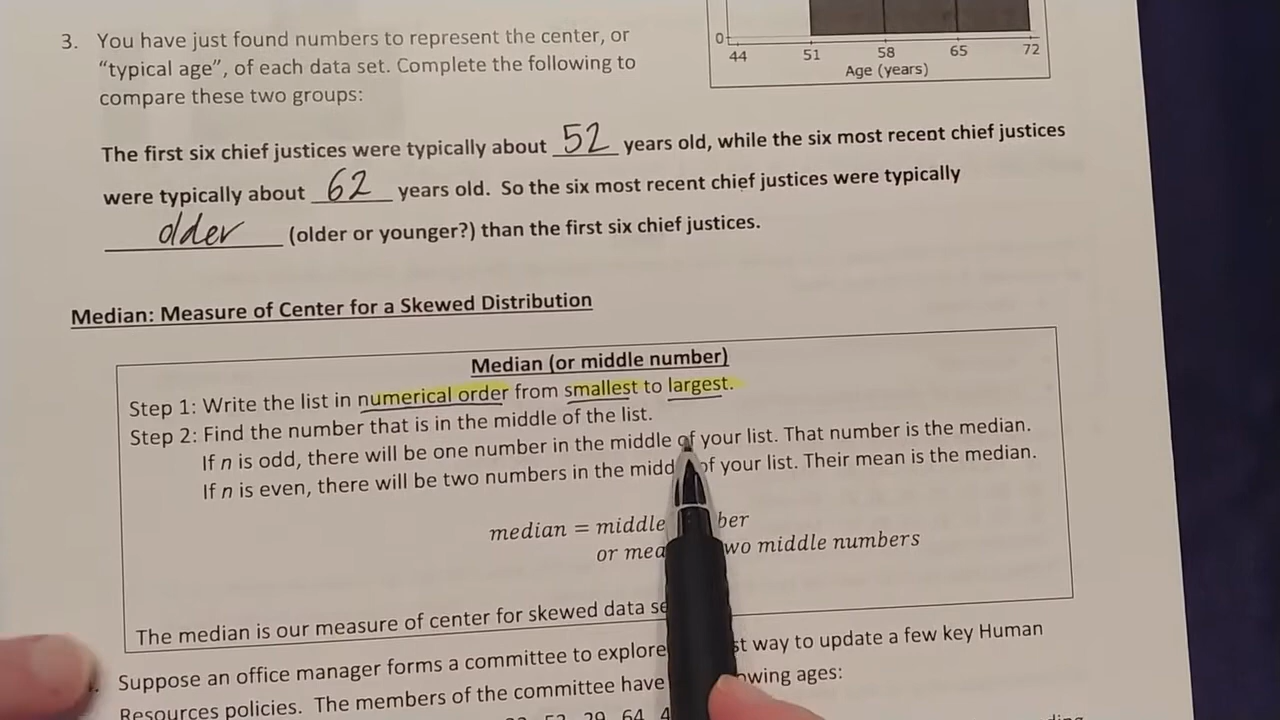 0
44 51 58 65 72
Age (years)
3. You have just found numbers to represent the center, or
"typical age", of each data set. Complete the following to
compare these two groups:
The first six chief justices were typically about 52 years old, while the six most recent chief justices
were typically about 62 years old. So the six most recent chief justices were typically
older (older or younger?) than the first six chief justices.
Median: Measure of Center for a Skewed Distribution
Median (or middle number)
Step 1: Write the list in numerical order from smallest to largest.
Step 2: Find the number that is in the middle of the list.
If n is odd, there will be one number in the middle of your list. That number is the median.
If n is even, there will be two numbers in the midd of your list. Their mean is the median.
median = middle ber
or mea wo middle numbers
The median is our measure of center for skewed data se
Suppose an office manager forms a committee to explore st way to update a few key Human
Resources policies. The members of the committee have owing ages:
29 64 4